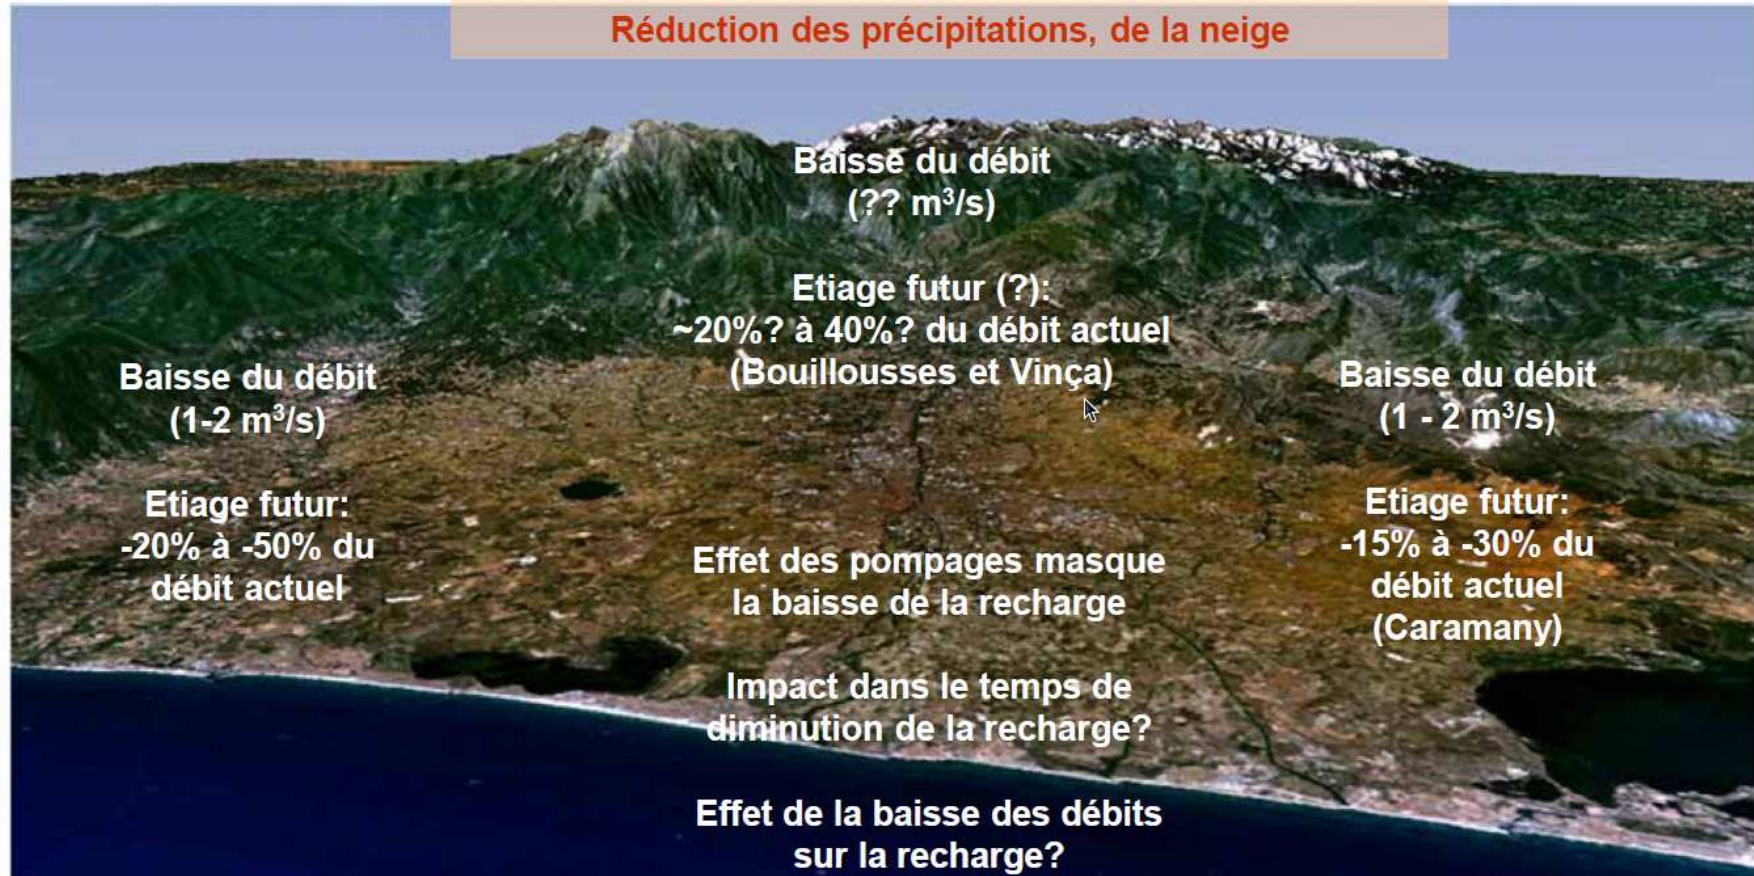 Réduction des précipitations, de la neige
Baisse du débit
(?? m³/s)
Etiage futur (?):
~20%? à 40%? du débit actuel
(Bouillousses et Vinça)
Baisse du débit
(1-2 m³/s)
Etiage futur:
-20% à -50% du
débit actuel
Baisse du débit
(1 - 2 m³/s)
Etiage futur:
-15% à -30% du
débit actuel
(Caramany)
Effet des pompages masque
la baisse de la recharge
Impact dans le temps de
diminution de la recharge?
Effet de la baisse des débits
sur la recharge?